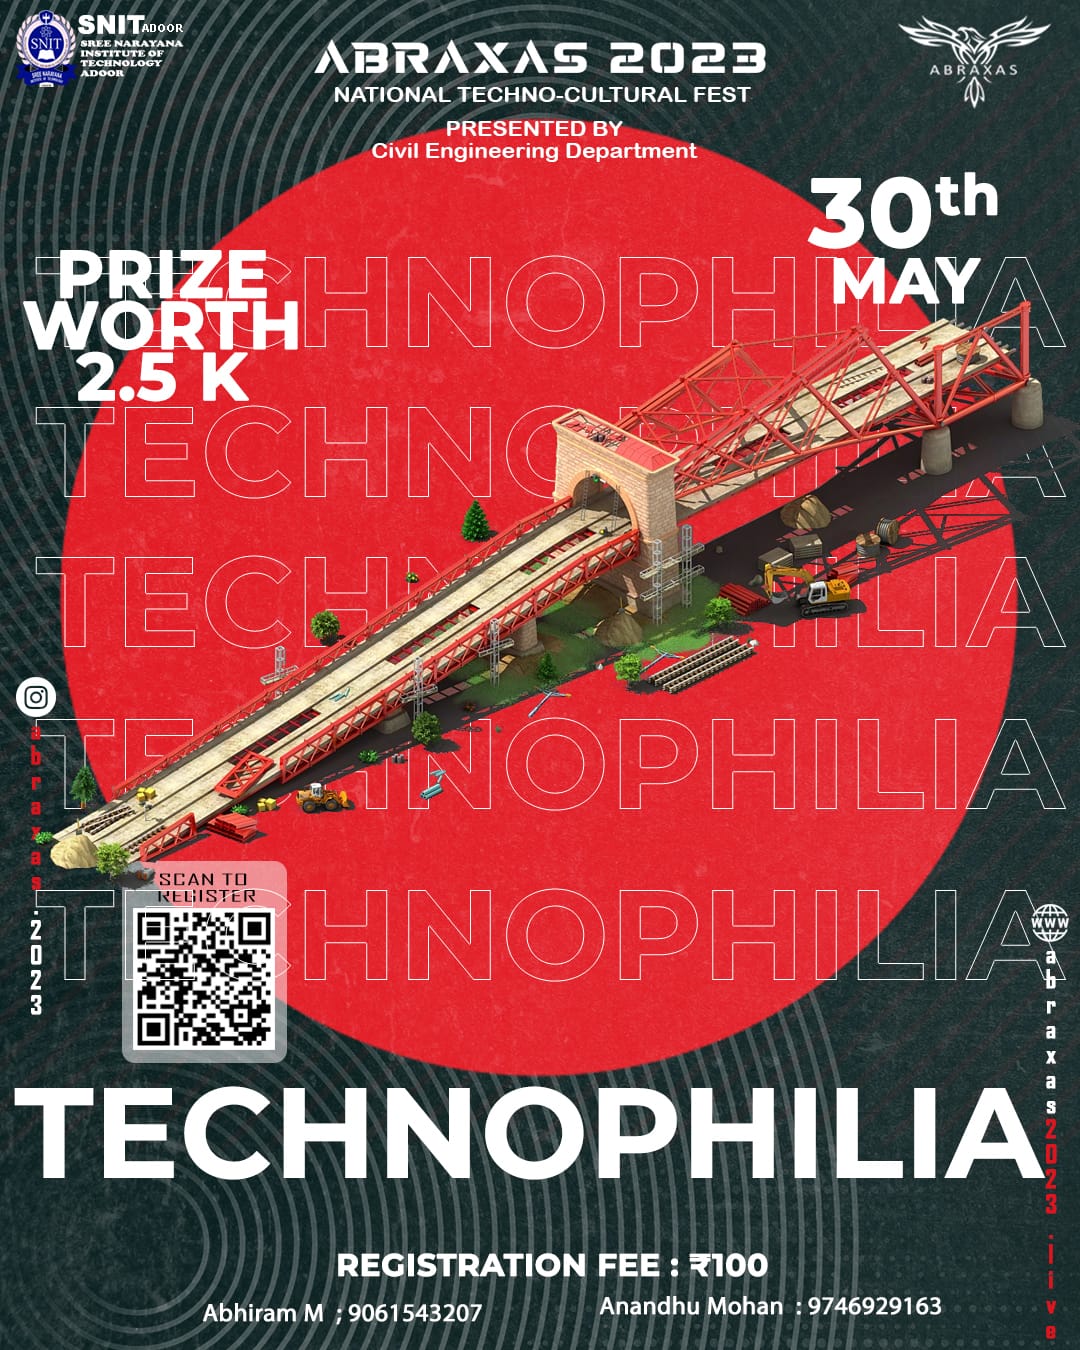 SNIT ADOOR
SREE NARAYANA
INSTITUTE OF
TECHNOLOGY
ADOOR
SNIT
ABRAXAS 2023
NATIONAL TECHNO-CULTURAL FEST
PRESENTED BY
Civil Engineering Department
ABRAXAS
30th
MAY
PRIZE
WORTH
2.5 K
TECHNOPHILIA
TECHNOPHILIA
TECHNOPHILIA
TECHNOPHILIA
TECHNOPHILIA
abraxas.2023
SCAN TO
REGISTER
www
abraxas2023.live
TECHNOPHILIA
REGISTRATION FEE : ₹100
Abhiram M ; 9061543207
Anandhu Mohan : 9746929163